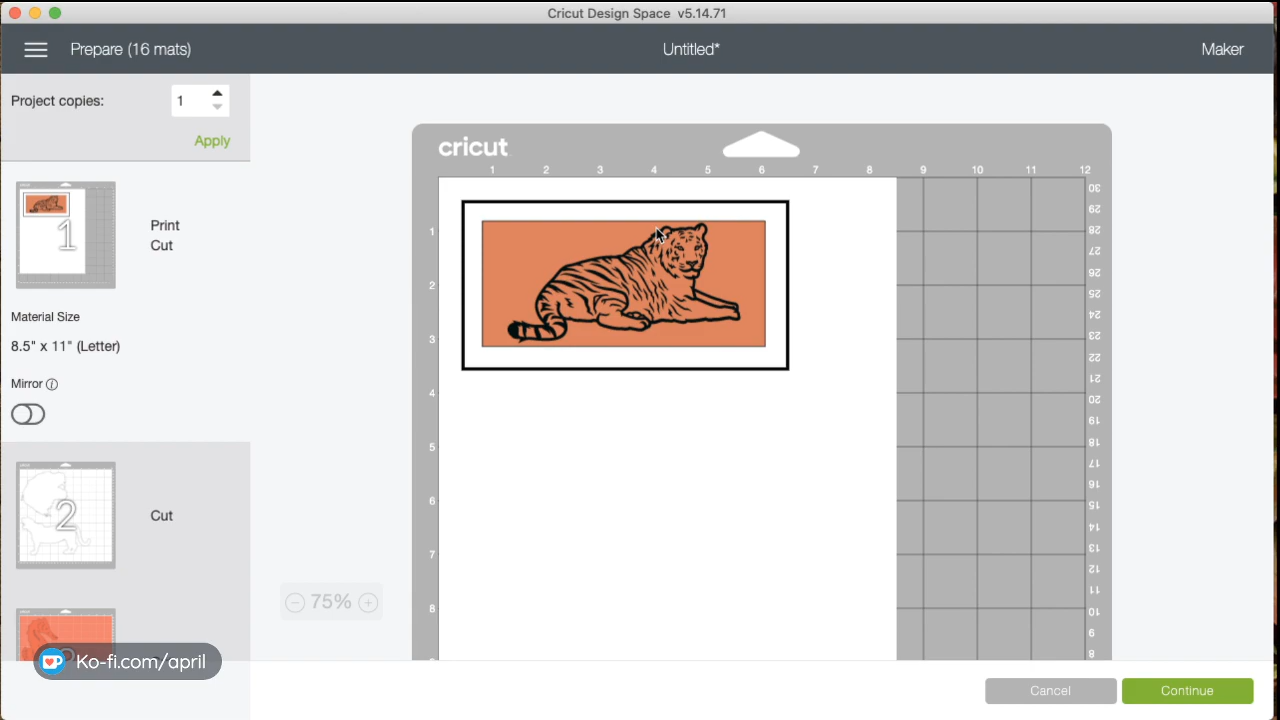 Cricut Design Space v5.14.71
Prepare (16 mats)
Untitled*
Maker
Project copies:
1
Apply
1
Print
Cut
Material Size
8.5" x 11" (Letter)
Mirror
2
Cut
Ko-fi.com/april
cricut
1 2 3 4 5 6 7 8 9 10 11 12
1
2
3
4
5
6
7
8
30
29
28
27
26
25
24
23
22
21
20
19
18
17
16
15
14
13
12
11
10
9
8
75%
Cancel
Continue